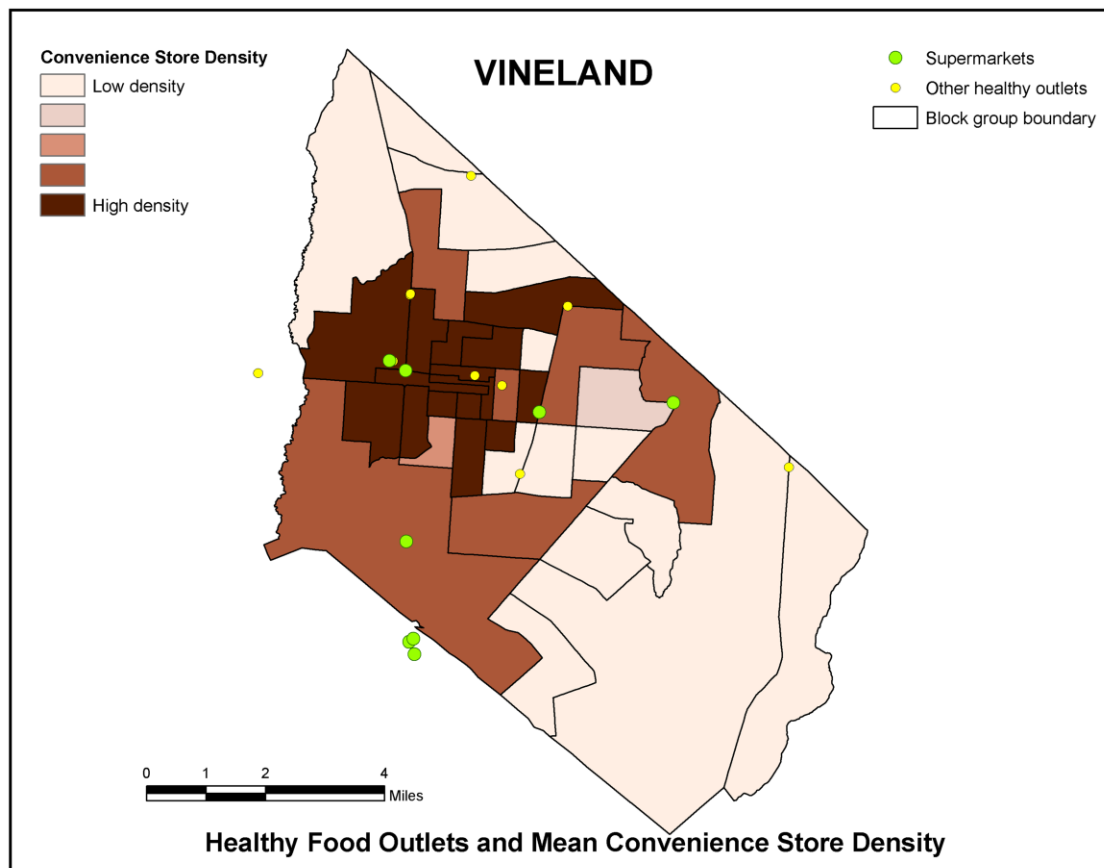 VINELAND
Convenience Store Density
Low density
High density
Supermarkets
Other healthy outlets
Block group boundary
0 1 2 4
Miles
Healthy Food Outlets and Mean Convenience Store Density